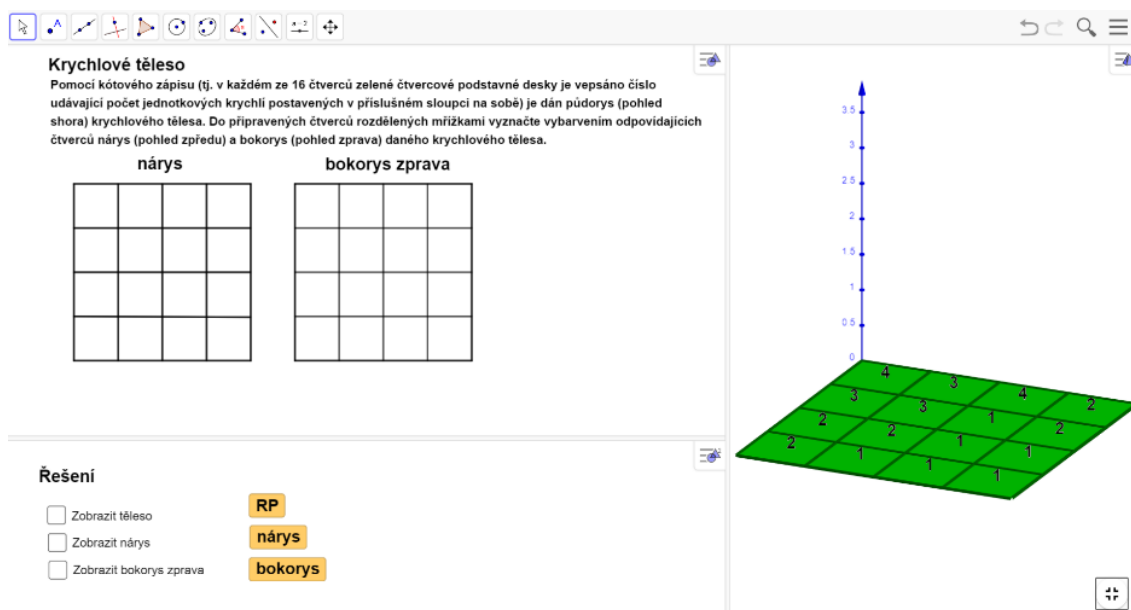 Krychlové těleso
Pomocí kótového zápisu (tj. v každém ze 16 čtverců zelené čtvercové podstavné desky je vepsáno číslo
udávající počet jednotkových krychlí postavených v příslušném sloupci na sobě) je dán půdorys (pohled
shora) krychlového tělesa. Do připravených čtverců rozdělených mřížkami vyznačte vybarvením odpovídajících
čtverců nárys (pohled zpředu) a bokorys (pohled zprava) daného krychlového tělesa.
nárys bokorys zprava
Řešení
Zobrazit těleso
Zobrazit nárys
Zobrazit bokorys zprava
RP
nárys
bokorys
A
a=2
3.5
3
2.5
2
1.5
1
0.5
0
4 3 4 2
3 3 1 2
2 2 1 1
2 1 1 1